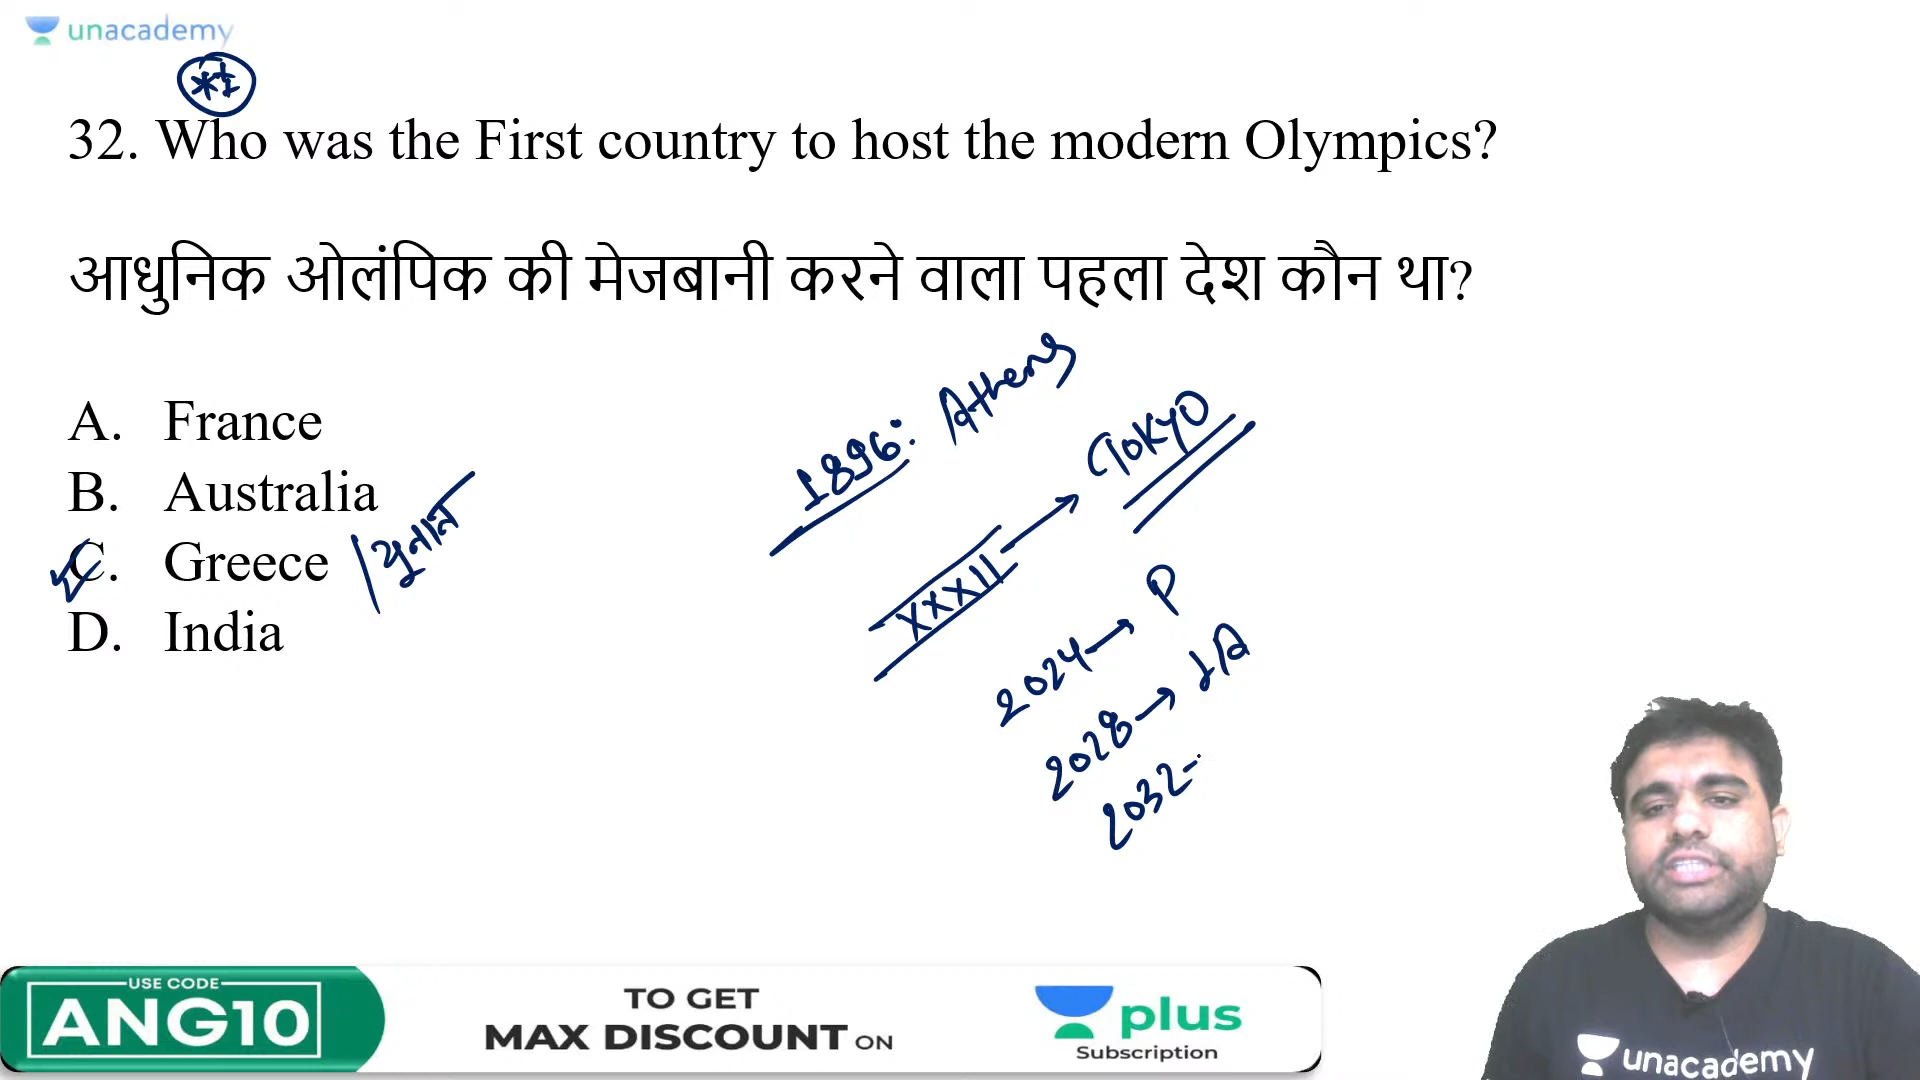 unacademy
32. Who was the First country to host the modern Olympics?
आधुनिक ओलंपिक की मेजबानी करने वाला पहला देश कौन था?
A. France
B. Australia
C. Greece / युनान
D. India
1896: Athens
XXXII → TOKYO
2024 → P
2028 → LA
2032-
USE CODE
ANG10
TO GET
MAX DISCOUNT ON
plus
Subscription
unacademy